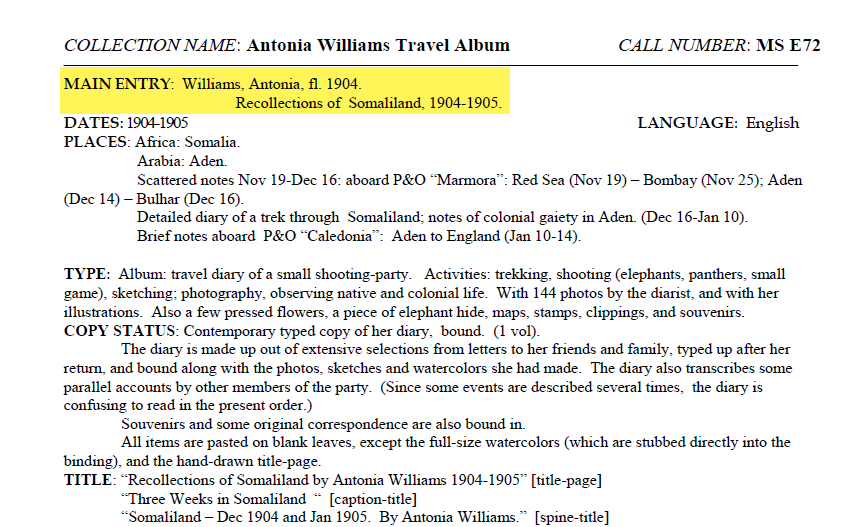 COLLECTION NAME: Antonia Williams Travel Album CALL NUMBER: MS E72
MAIN ENTRY: Williams, Antonia, fl. 1904.
Recollections of Somaliland, 1904-1905.
DATES: 1904-1905 LANGUAGE: English
PLACES: Africa: Somalia.
Arabia: Aden.
Scattered notes Nov 19-Dec 16: aboard P&O “Marmora”: Red Sea (Nov 19) – Bombay (Nov 25); Aden
(Dec 14) – Bulhar (Dec 16).
Detailed diary of a trek through Somaliland; notes of colonial gaiety in Aden. (Dec 16-Jan 10).
Brief notes aboard P&O “Caledonia”: Aden to England (Jan 10-14).
TYPE: Album: travel diary of a small shooting-party. Activities: trekking, shooting (elephants, panthers, small
game), sketching; photography, observing native and colonial life. With 144 photos by the diarist, and with her
illustrations. Also a few pressed flowers, a piece of elephant hide, maps, stamps, clippings, and souvenirs.
COPY STATUS: Contemporary typed copy of her diary, bound. (1 vol).
The diary is made up out of extensive selections from letters to her friends and family, typed up after her
return, and bound along with the photos, sketches and watercolors she had made. The diary also transcribes some
parallel accounts by other members of the party. (Since some events are described several times, the diary is
confusing to read in the present order.)
Souvenirs and some original correspondence are also bound in.
All items are pasted on blank leaves, except the full-size watercolors (which are stubbed directly into the
binding), and the hand-drawn title-page.
TITLE: “Recollections of Somaliland by Antonia Williams 1904-1905” [title-page]
“Three Weeks in Somaliland “ [caption-title]
“Somaliland – Dec 1904 and Jan 1905. By Antonia Williams.” [spine-title]